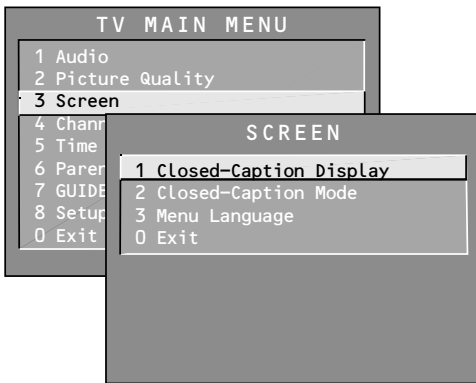 TV MAIN MENU
1 Audio
2 Picture Quality
3 Screen
4 Chann
5 Time
6 Paren
7 GUIDE
8 Setup
0 Exit
SCREEN
1 Closed-Caption Display
2 Closed-Caption Mode
3 Menu Language
0 Exit